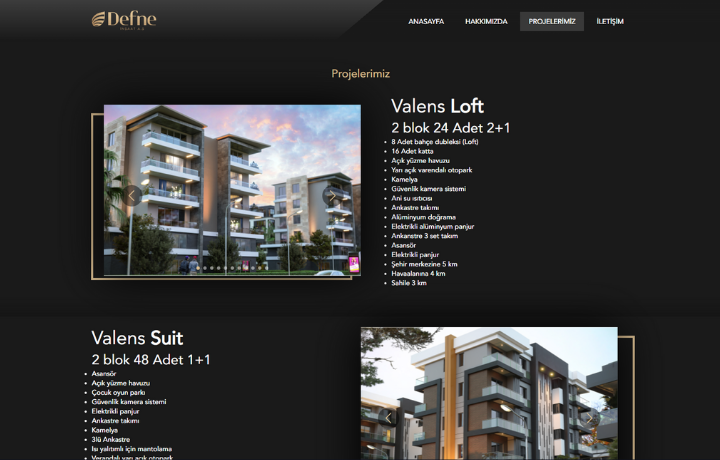 Defne
ANASAYFA
HAKKIMIZDA
PROJELERİMİZ
İLETİŞİM
Projelerimiz
Valens Loft
2 blok 24 Adet 2+1
8 Adet bahçe dubleksi (Loft)
16 Adet katta
Açık yüzme havuzu
Yarı açık varendalı otopark
Kamelya
Güvenlik kamera sistemi
Ani su ısıtıcısı
Ankastre takımı
Alüminyum doğrama
Elektrikli alüminyum panjur
Ankanstre 3 set takım
Asansör
Elektrikli panjur
Şehir merkezine 5 km
Havaalanına 4 km
Sahile 3 km
Valens Suit
2 blok 48 Adet 1+1
Asansör
Açık yüzme havuzu
Çocuk oyun parkı
Güvenlik kamera sistemi
Elektrikli panjur
Ankastre takımı
Kamelya
3lü Ankastre
Isı yalıtımlı için mantolama
Verandalı yarı açık otopark